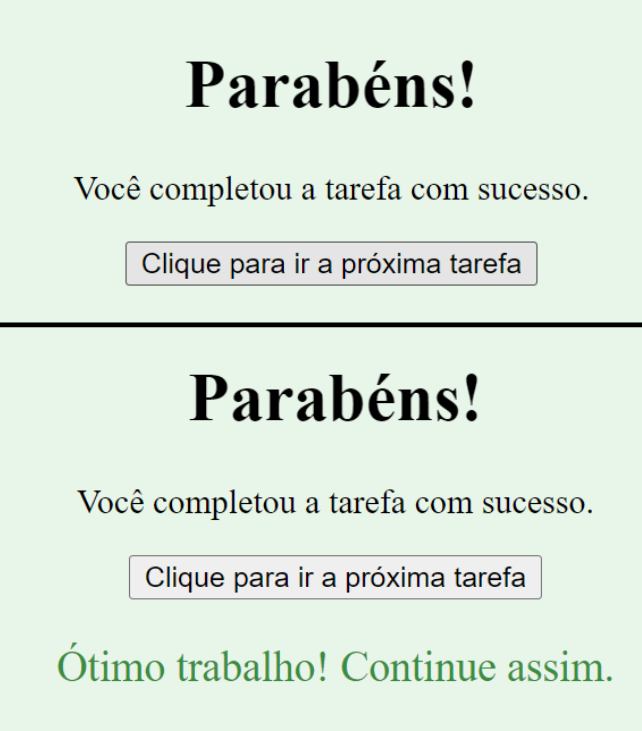 Parabéns!
Você completou a tarefa com sucesso.
Clique para ir a próxima tarefa
Parabéns!
Você completou a tarefa com sucesso.
Clique para ir a próxima tarefa
Ótimo trabalho! Continue assim.